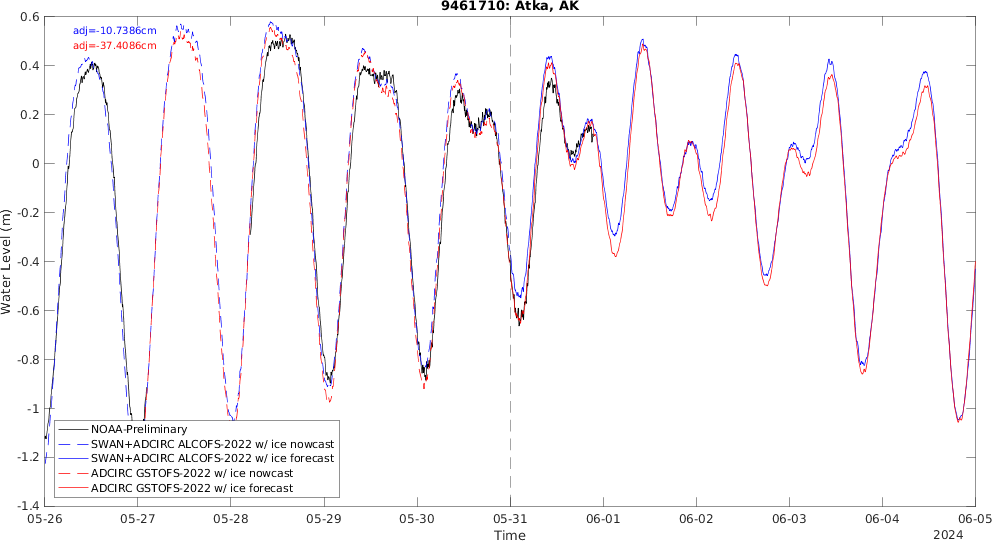 9461710: Atka, AK
adj=-10.7386cm
adj=-37.4086cm
Water Level (m)
0.6
0.4
0.2
0
-0.2
-0.4
-0.6
-0.8
-1
-1.2
-1.4
NOAA-Preliminary
SWAN+ADCIRC ALCOFS-2022 w/ ice nowcast
SWAN+ADCIRC ALCOFS-2022 w/ ice forecast
ADCIRC GSTOFS-2022 w/ ice nowcast
ADCIRC GSTOFS-2022 w/ ice forecast
05-26 05-27 05-28 05-29 05-30 05-31 06-01 06-02 06-03 06-04 06-05
Time
2024